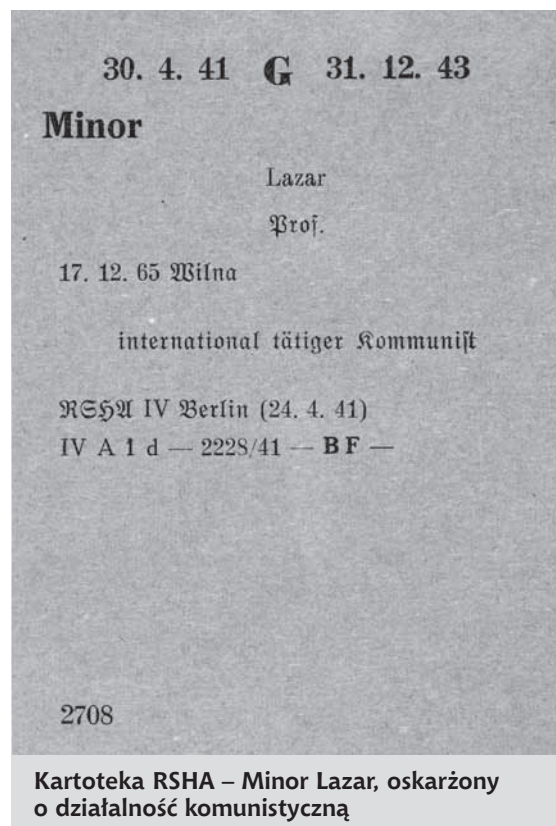 30. 4. 41 G 31. 12. 43
Minor
Lazar
Prof.
17. 12. 65 Wilna
international tätiger Kommunist
RSHA IV Berlin (24. 4. 41)
IV A 1 d — 2228/41 — B F —
2708
Kartoteka RSHA – Minor Lazar, oskarżony
o działalność komunistyczną